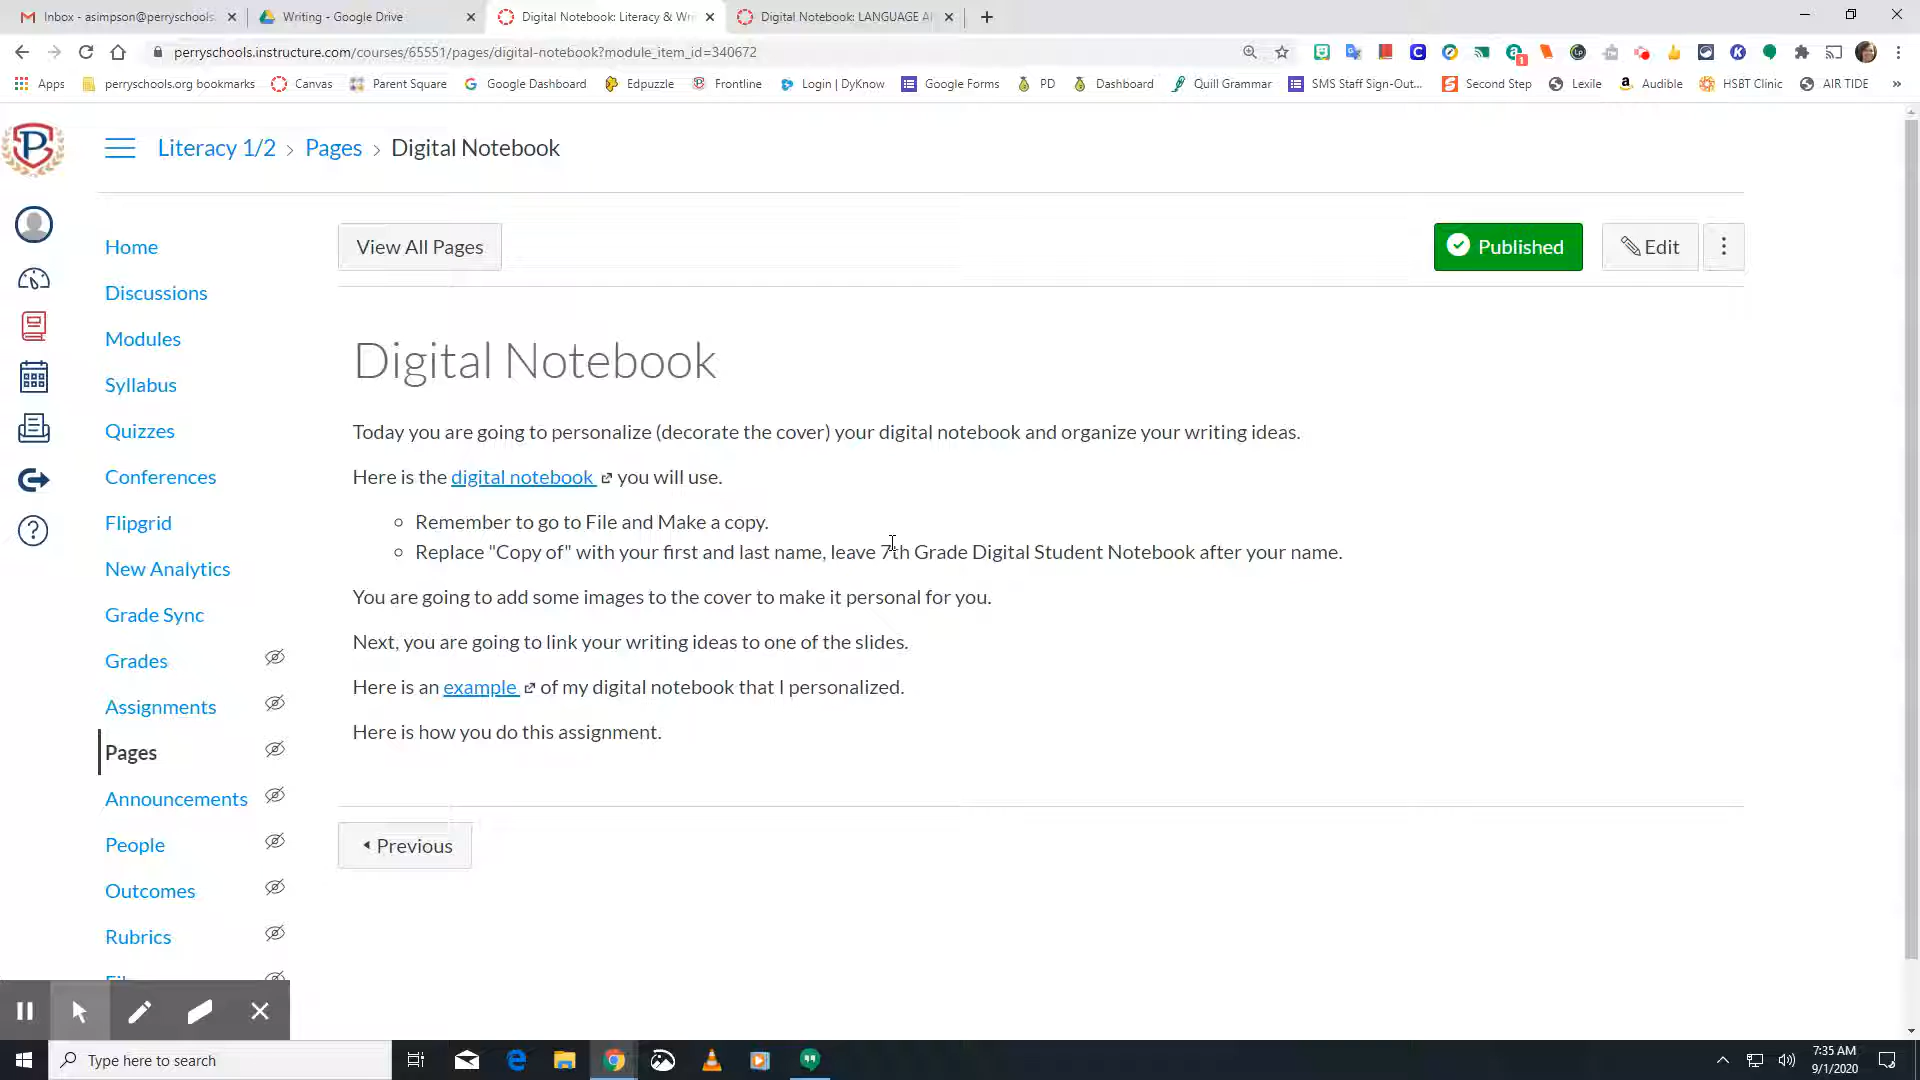 Inbox - asimpson@perryschools.
Writing - Google Drive
Digital Notebook: Literacy & Wri
Digital Notebook: LANGUAGE A
perryschools.instructure.com/courses/65551/pages/digital-notebook?module_item_id=340672
Apps
perryschools.org bookmarks
Canvas
Parent Square
Google Dashboard
Edpuzzle
Frontline
Login | DyKnow
Google Forms
PD
Dashboard
Quill Grammar
SMS Staff Sign-Out...
Second Step
Lexile
Audible
HSBT Clinic
AIR TIDE
Literacy 1/2 > Pages > Digital Notebook
View All Pages
Published
Edit
Home
Discussions
Modules
Syllabus
Quizzes
Conferences
Flipgrid
New Analytics
Grade Sync
Grades
Assignments
Pages
Announcements
People
Outcomes
Rubrics
Digital Notebook
Today you are going to personalize (decorate the cover) your digital notebook and organize your writing ideas.
Here is the digital notebook you will use.
Remember to go to File and Make a copy.
Replace "Copy of" with your first and last name, leave 7th Grade Digital Student Notebook after your name.
You are going to add some images to the cover to make it personal for you.
Next, you are going to link your writing ideas to one of the slides.
Here is an example of my digital notebook that I personalized.
Here is how you do this assignment.
Previous
Type here to search
7:35 AM
9/1/2020